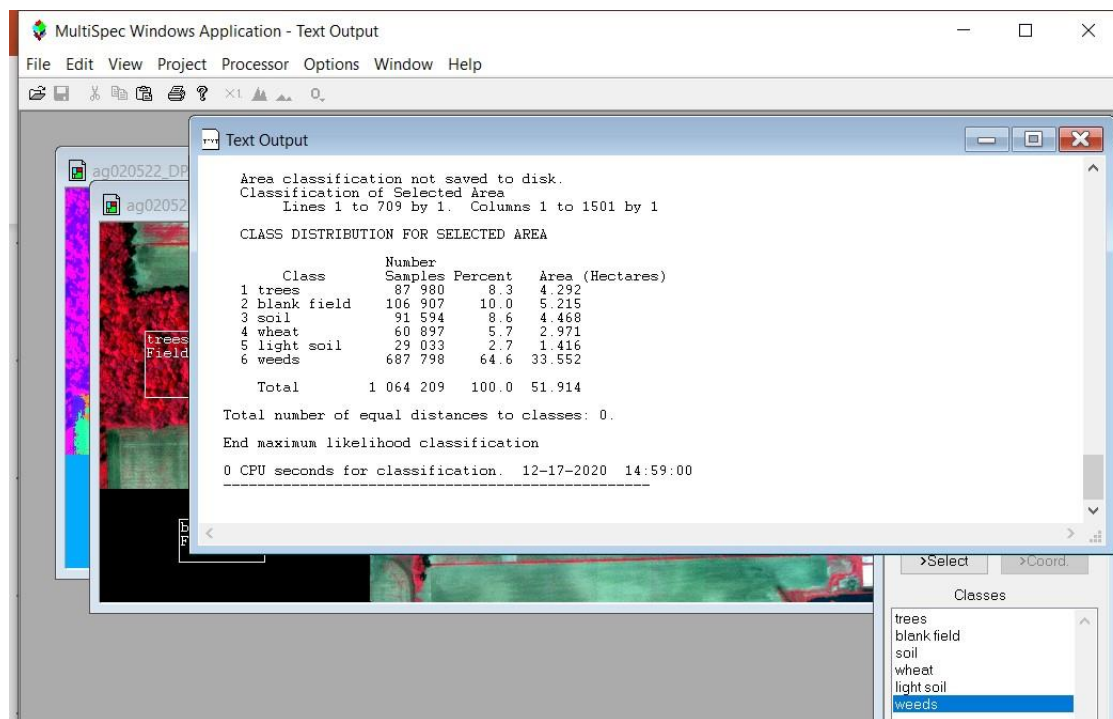 MultiSpec Windows Application - Text Output
File Edit View Project Processor Options Window Help
×1
Text Output
ag020522_DP
ag02052
Area classification not saved to disk.
Classification of Selected Area
Lines 1 to 709 by 1. Columns 1 to 1501 by 1
CLASS DISTRIBUTION FOR SELECTED AREA
Number
Class Samples Percent Area (Hectares)
1 trees 87 980 8.3 4.292
2 blank field 106 907 10.0 5.215
3 soil 91 594 8.6 4.468
4 wheat 60 897 5.7 2.971
5 light soil 29 033 2.7 1.416
6 weeds 687 798 64.6 33.552
Total 1 064 209 100.0 51.914
Total number of equal distances to classes: 0.
End maximum likelihood classification
0 CPU seconds for classification. 12-17-2020 14:59:00
trees
Field
b
F
>Select >Coord.
Classes
trees
blank field
soil
wheat
light soil
weeds